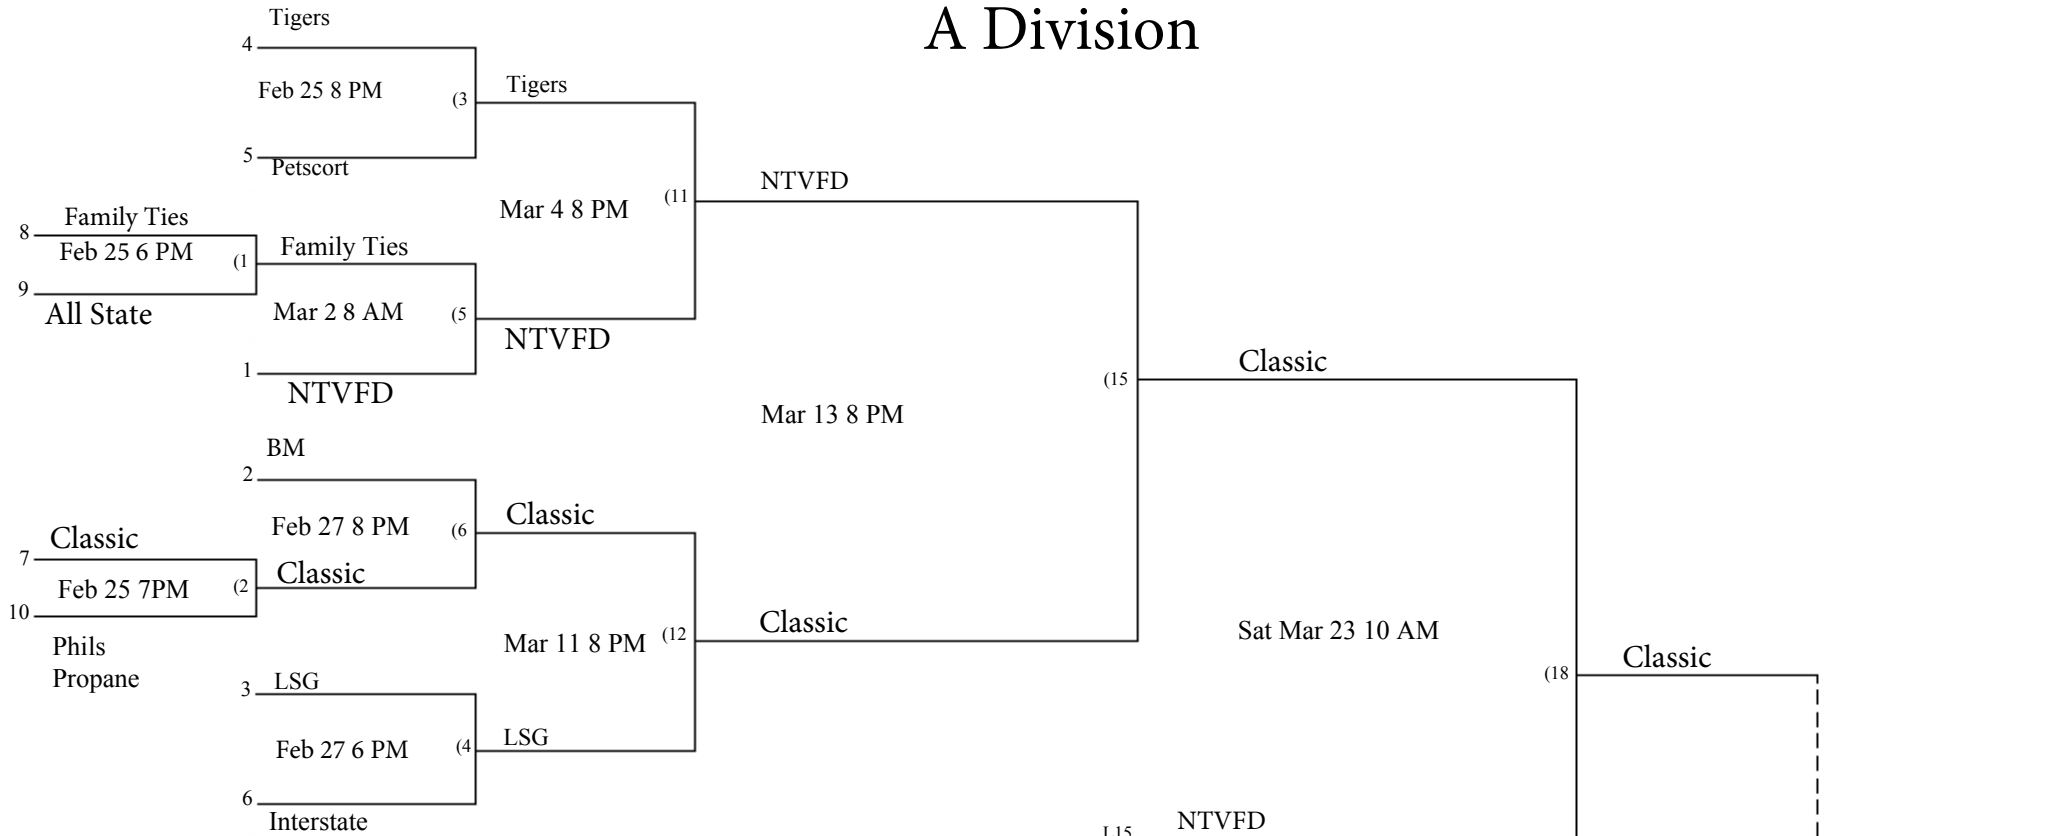 A Division
Tigers
4
Feb 25 8 PM
(3
Tigers
5
Petscort
NTVFD
Mar 4 8 PM
(11
Family Ties
8
Feb 25 6 PM
(1
Family Ties
9
All State
Mar 2 8 AM
(5
NTVFD
1
NTVFD
(15
Classic
Mar 13 8 PM
BM
2
Feb 27 8 PM
(6
Classic
Classic
7
Feb 25 7PM
(2
Classic
10
Phils
Propane
Mar 11 8 PM
(12
Classic
Sat Mar 23 10 AM
(18
Classic
3
LSG
Feb 27 6 PM
(4
LSG
6
Interstate
L15
NTVFD